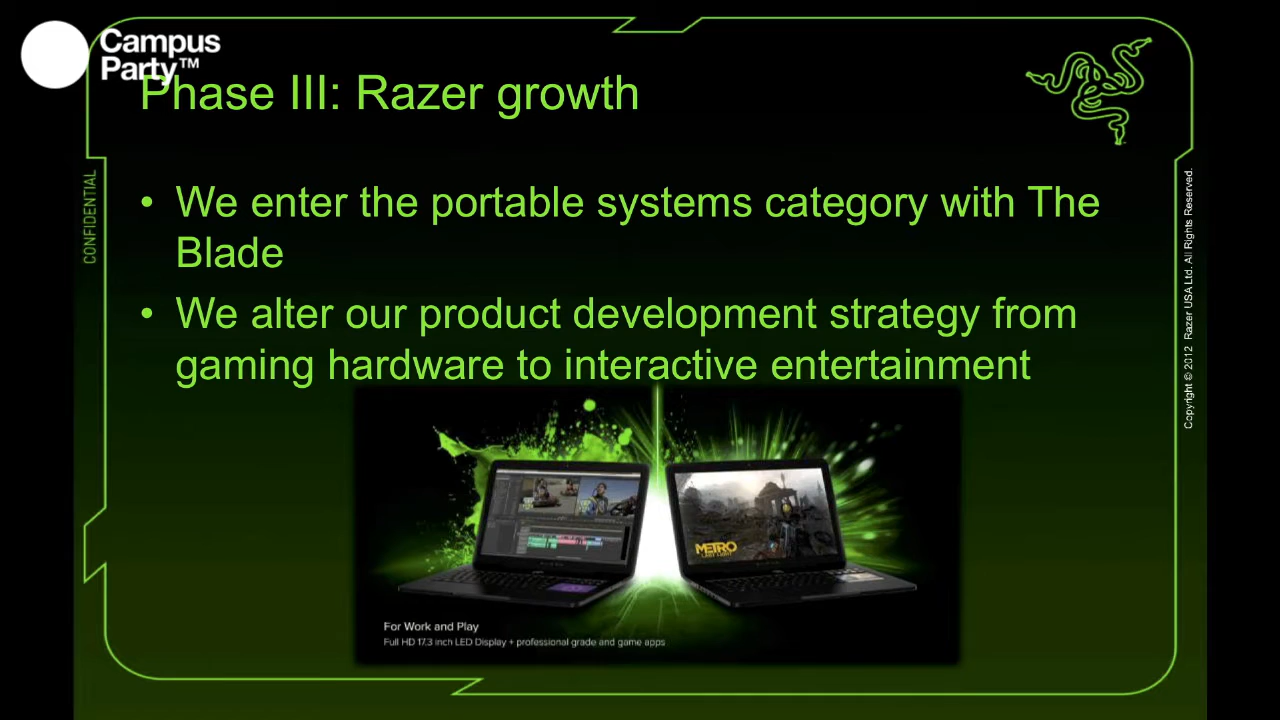 Campus
Party™
Phase III: Razer growth
CONFIDENTIAL
• We enter the portable systems category with The
Blade
• We alter our product development strategy from
gaming hardware to interactive entertainment
METRO
LAST LIGHT
For Work and Play
Full HD 17.3 inch LED Display + professional grade and game apps
Copyright © 2012 Razer USA Ltd. All Rights Reserved.